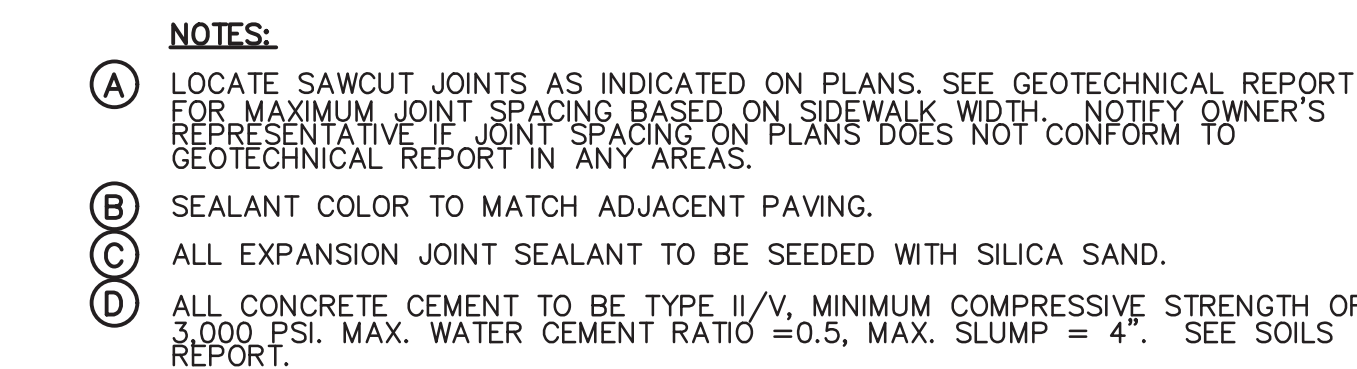 NOTES:
A LOCATE SAWCUT JOINTS AS INDICATED ON PLANS. SEE GEOTECHNICAL REPORT
FOR MAXIMUM JOINT SPACING BASED ON SIDEWALK WIDTH. NOTIFY OWNER'S
REPRESENTATIVE IF JOINT SPACING ON PLANS DOES NOT CONFORM TO
GEOTECHNICAL REPORT IN ANY AREAS.
B SEALANT COLOR TO MATCH ADJACENT PAVING.
C ALL EXPANSION JOINT SEALANT TO BE SEEDED WITH SILICA SAND.
D ALL CONCRETE CEMENT TO BE TYPE II/V, MINIMUM COMPRESSIVE STRENGTH OF
3,000 PSI. MAX. WATER CEMENT RATIO =0.5, MAX. SLUMP = 4”. SEE SOILS
REPORT.